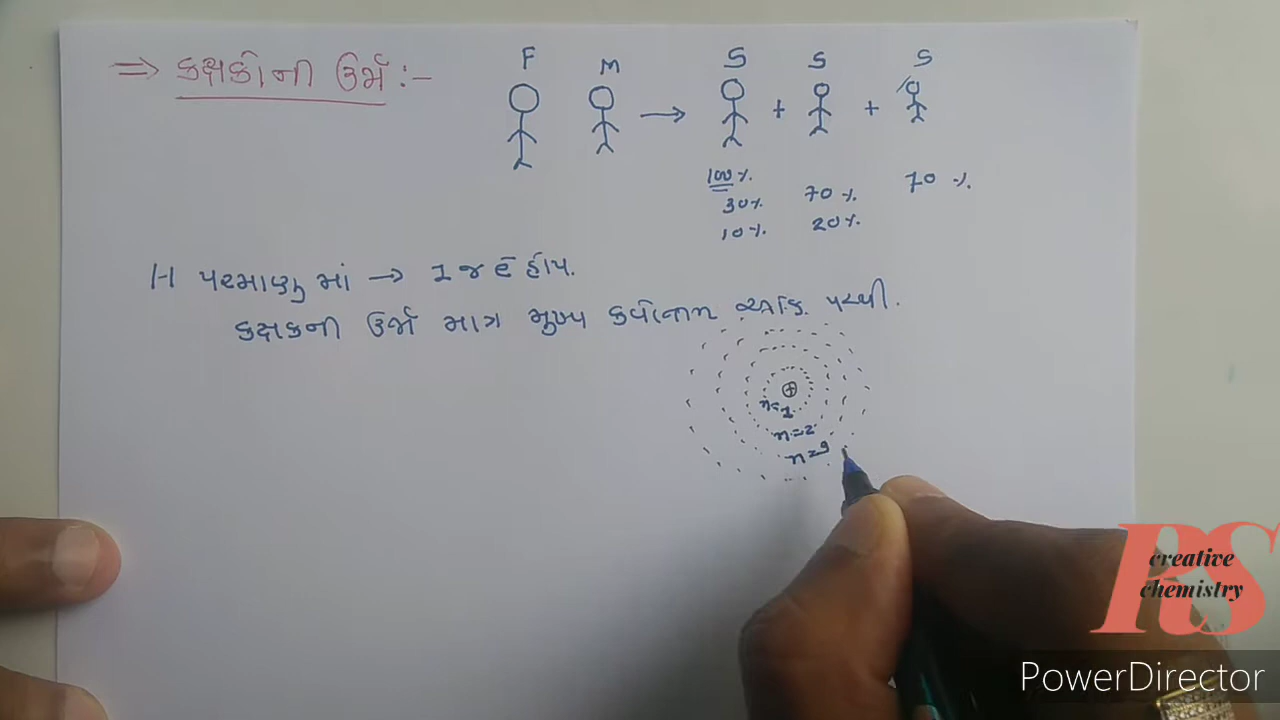 ⇒ કક્ષકોની ઉર્જા :-
F M S S S
→ + +
100%. 70%. 70 %.
30%. 20%.
10%.
H પરમાણુ માં → 1 જ e⁻ હોય.
કક્ષકની ઉર્જા માત્ર મુખ્ય ક્વોન્ટમ આંક પરથી.
+
n=1
n=2
n=3
RS
creative
chemistry
PowerDirector